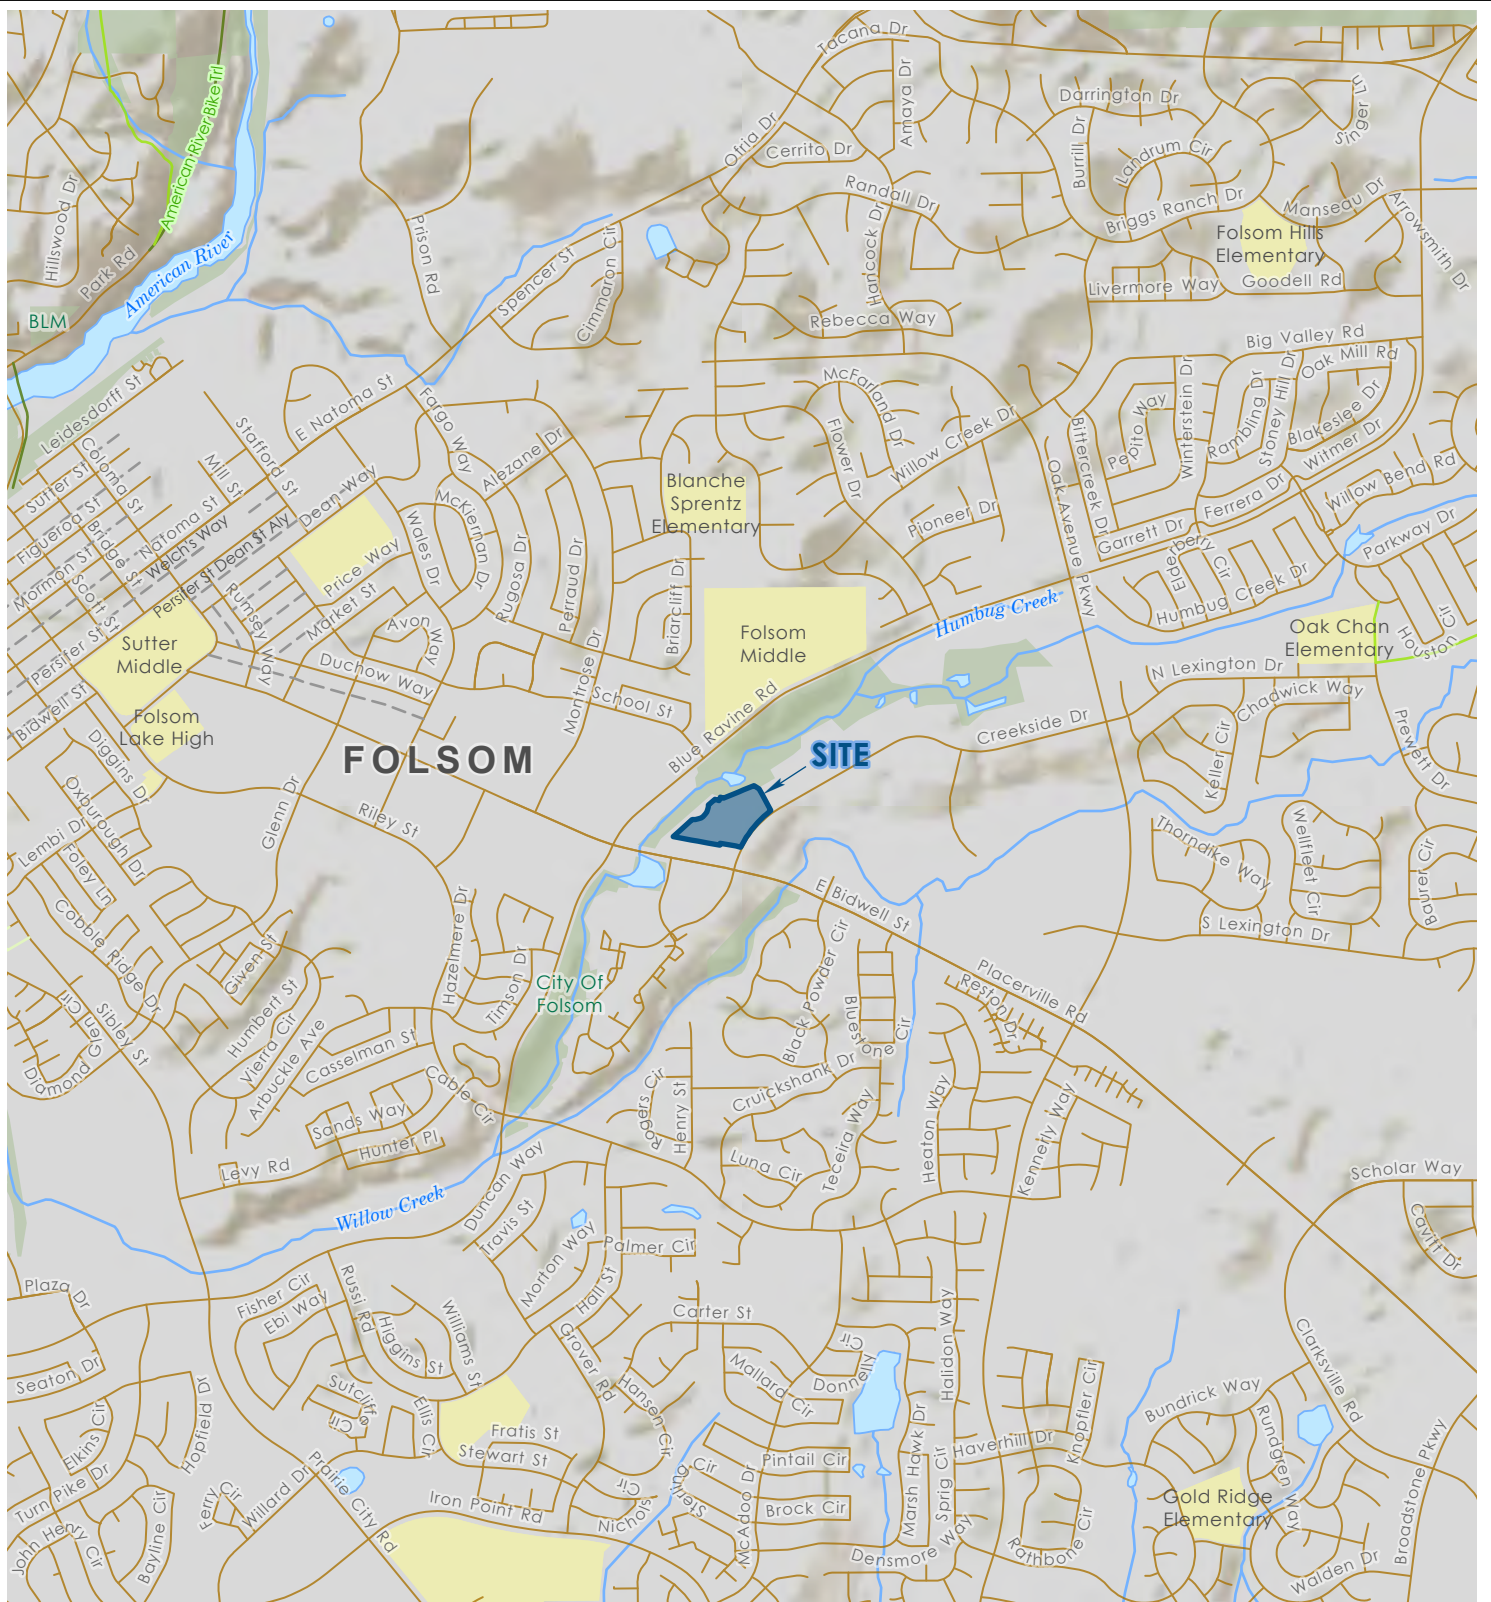 Tacana Dr
Amaya Dr
Darrington Dr
Singer Ln
Burrill Dr
Landrum Cir
Ofria Dr
Cerrito Dr
Randall Dr
Hancock Dr
Briggs Ranch Dr
Manseau Dr
Arrowsmith Dr
Folsom Hills
Elementary
Livermore Way
Goodell Rd
American River Bike Trl
Hillswood Dr
Park Rd
American River
BLM
Prison Rd
Spencer St
Cimmaron Cir
Rebecca Way
Big Valley Rd
Oak Mill Rd
Leidesdorff St
E Natoma St
Stafford St
Fargo Way
McFarland Dr
Flower Dr
Willow Creek Dr
Bittercreek Dr
Pepito Way
Winterstein Dr
Rambling Dr
Stoney Hill Dr
Blakeslee Dr
Witmer Dr
Willow Bend Rd
Coloma St
Sutter St
Figueroa St
Mormon St
Bridge St
Scott St
Mill St
Natoma St
Welch's Way
Dean Way
Persifer St Dean St Aly
Alezane Dr
McKiernan Dr
Wales Dr
Rugosa Dr
Perraud Dr
Blanche
Sprentz
Elementary
Pioneer Dr
Oak Avenue Pkwy
Garrett Dr
Ferrera Dr
Elderberry Cir
Humbug Creek Dr
Parkway Dr
Price Way
Market St
Rumsey Way
Avon Way
Briarcliff Dr
Humbug Creek
Oak Chan
Elementary
Houston Cir
Persifer St
Sutter
Middle
Bidwell St
Duchow Way
Montrose Dr
School St
Folsom
Middle
Blue Ravine Rd
Creekside Dr
N Lexington Dr
Chadwick Way
Keller Cir
Prewett Dr
Folsom
Lake High
Diggins Dr
FOLSOM
SITE
Oxburough Dr
Lembi Dr
Foley Ln
Glenn Dr
Riley St
Thorndike Way
Wellfleet Cir
Baurer Cir
E Bidwell St
S Lexington Dr
Cobble Ridge Dr
Given St
Hazelmere Dr
Timson Dr
City Of
Folsom
Black Powder Cir
Bluestone Cir
Placerville Rd
Reston Dr
Glen Cir
Sibley St
Diamond
Humbert St
Vierra Cir
Arbuckle Ave
Casselman St
Cable Cir
Sands Way
Hunter Pl
Levy Rd
Rogers Cir
Henry St
Cruickshank Dr
Luna Cir
Teceira Way
Heaton Way
Kennerly Way
Scholar Way
Cavitt Dr
Willow Creek
Duncan Way
Travis St
Morton Way
Palmer Cir
Hall St
Plaza Dr
Fisher Cir
Ebi Way
Russi Rd
Higgins St
Williams St
Carter St
Grover Rd
Hansen Cir
Mallard Cir
Donnelly Cir
Halidon Way
Clarksville Rd
Seaton Dr
Elkins Cir
Hopfield Dr
Sutcliffe Cir
Ellis Cir
Fratis St
Stewart St
Knopfler Cir
Bundrick Way
Rundgren Way
Broadstone Pkwy
Turn Pike Dr
John Henry Cir
Bayline Cir
Ferry Cir
Willard Dr
Prairie City Rd
Iron Point Rd
Nichols Cir
Sterling Cir
McAdoo Dr
Pintail Cir
Brock Cir
Marsh Hawk Dr
Sprig Cir
Haverhill Dr
Densmore Way
Rathbone Cir
Gold Ridge
Elementary
Walden Dr